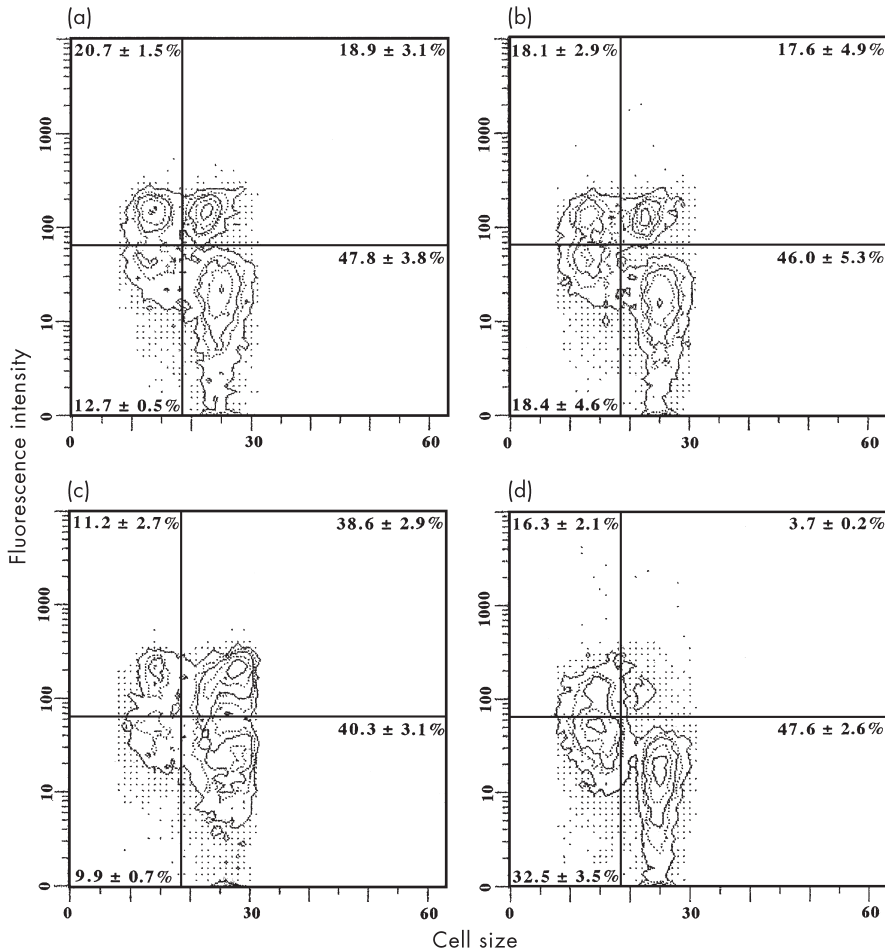 (a)
20.7 ± 1.5% 18.9 ± 3.1%
1000
100
47.8 ± 3.8%
10
12.7 ± 0.5%
0
0 30 60
(b)
18.1 ± 2.9% 17.6 ± 4.9%
1000
100
46.0 ± 5.3%
10
18.4 ± 4.6%
0
0 30 60
Fluorescence intensity
(c)
11.2 ± 2.7% 38.6 ± 2.9%
1000
100
40.3 ± 3.1%
10
9.9 ± 0.7%
0
0 30 60
(d)
16.3 ± 2.1% 3.7 ± 0.2%
1000
100
47.6 ± 2.6%
10
32.5 ± 3.5%
0
0 30 60
Cell size